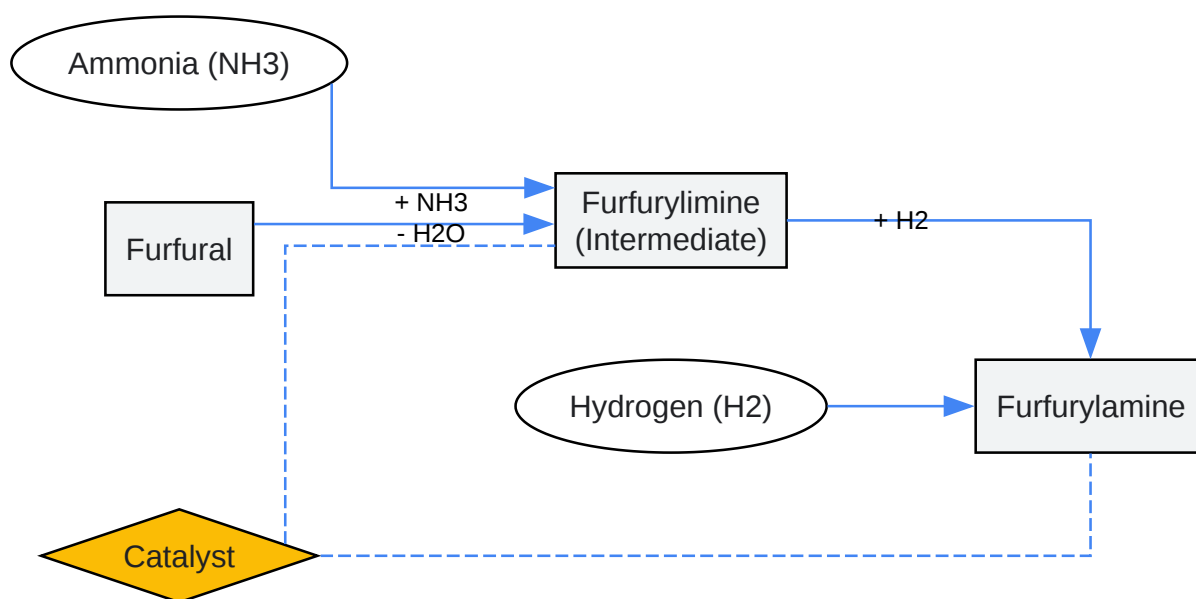 Ammonia (NH3)
+ NH3
- H2O
Furfural
Furfurylimine
(Intermediate)
+ H2
Hydrogen (H2)
Furfurylamine
Catalyst